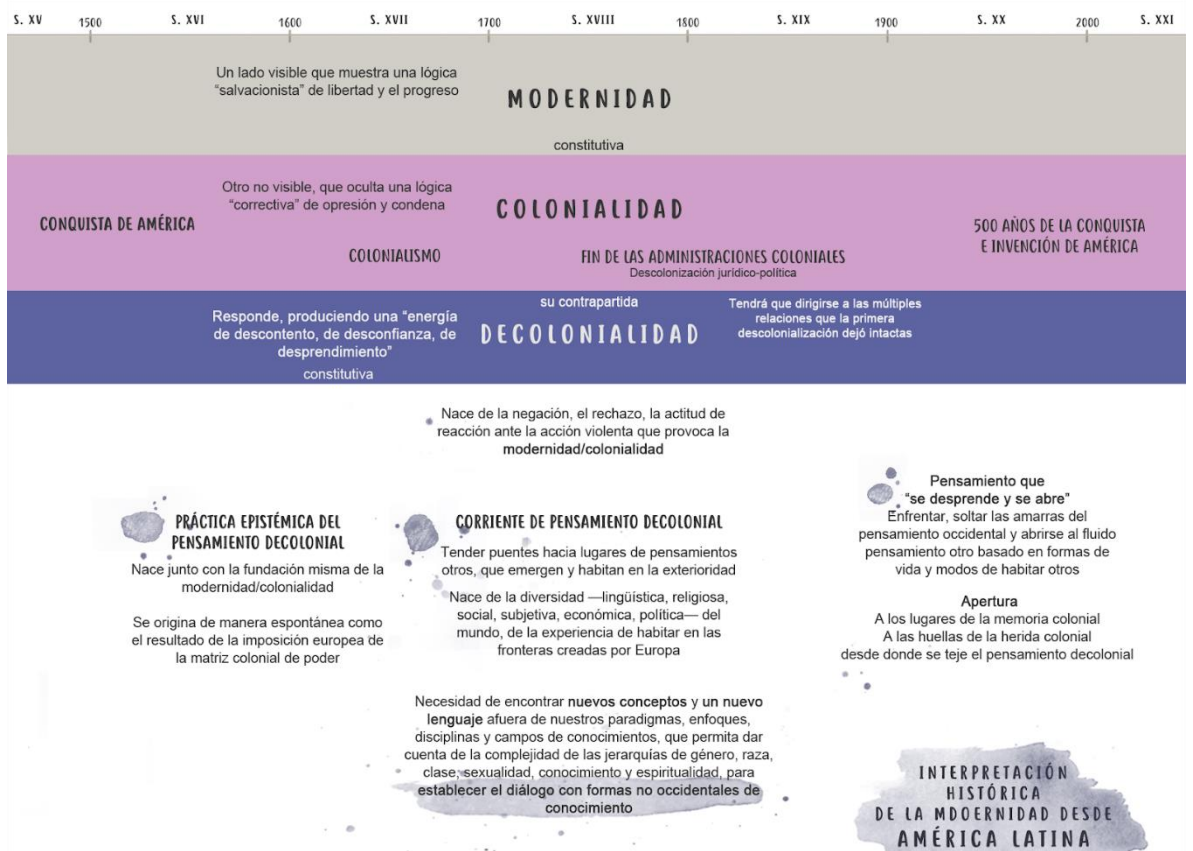 S. XV 1500 S. XVI 1600 S. XVII 1700 S. XVIII 1800 S. XIX 1900 S. XX 2000 S. XXI
Un lado visible que muestra una lógica
“salvacionista” de libertad y el progreso
MODERNIDAD
constitutiva
CONQUISTA DE AMÉRICA
Otro no visible, que oculta una lógica
“correctiva” de opresión y condena
COLONIALIDAD
COLONIALISMO
FIN DE LAS ADMINISTRACIONES COLONIALES
Descolonización jurídico-política
500 AÑOS DE LA CONQUISTA
E INVENCIÓN DE AMÉRICA
Responde, produciendo una “energía
de descontento, de desconfianza, de
desprendimiento”
constitutiva
su contrapartida
DECOLONIALIDAD
Tendrá que dirigirse a las múltiples
relaciones que la primera
descolonialización dejó intactas
Nace de la negación, el rechazo, la actitud de
reacción ante la acción violenta que provoca la
modernidad/colonialidad
PRÁCTICA EPISTÉMICA DEL
PENSAMIENTO DECOLONIAL
Nace junto con la fundación misma de la
modernidad/colonialidad
Se origina de manera espontánea como
el resultado de la imposición europea de
la matriz colonial de poder
CORRIENTE DE PENSAMIENTO DECOLONIAL
Tender puentes hacia lugares de pensamientos
otros, que emergen y habitan en la exterioridad
Nace de la diversidad —lingüística, religiosa,
social, subjetiva, económica, política— del
mundo, de la experiencia de habitar en las
fronteras creadas por Europa
Necesidad de encontrar nuevos conceptos y un nuevo
lenguaje afuera de nuestros paradigmas, enfoques,
disciplinas y campos de conocimientos, que permita dar
cuenta de la complejidad de las jerarquías de género, raza,
clase, sexualidad, conocimiento y espiritualidad, para
establecer el diálogo con formas no occidentales de
conocimiento
Pensamiento que
“se desprende y se abre”
Enfrentar, soltar las amarras del
pensamiento occidental y abrirse al fluido
pensamiento otro basado en formas de
vida y modos de habitar otros
Apertura
A los lugares de la memoria colonial
A las huellas de la herida colonial
desde donde se teje el pensamiento decolonial
INTERPRETACIÓN
HISTÓRICA
DE LA MDOERNIDAD DESDE
AMÉRICA LATINA